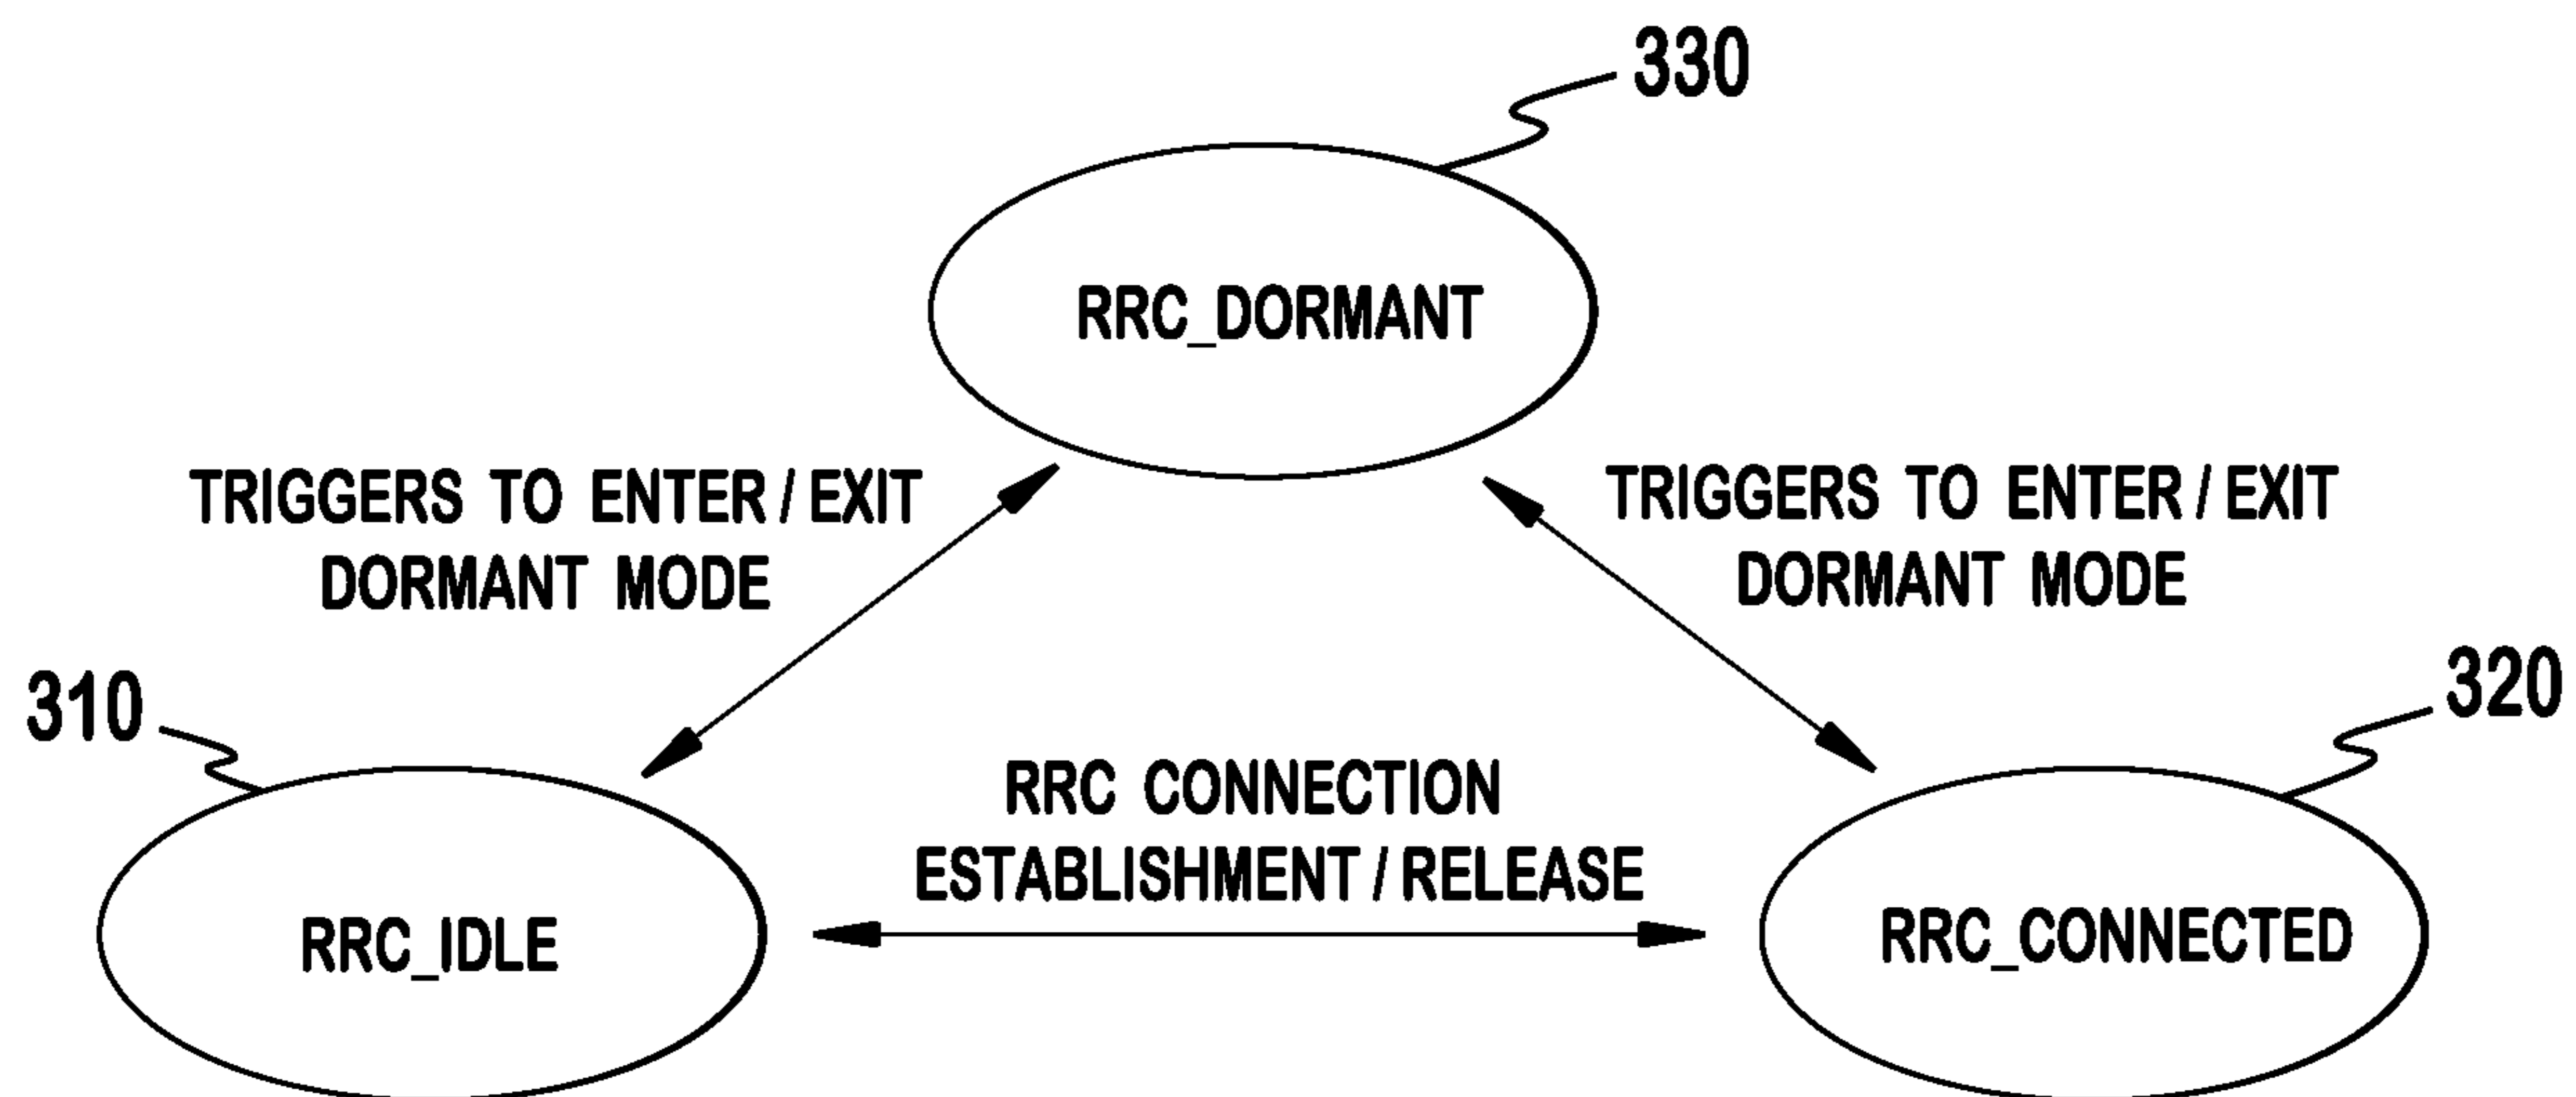 330
RRC_DORMANT
TRIGGERS TO ENTER / EXIT
DORMANT MODE
TRIGGERS TO ENTER / EXIT
DORMANT MODE
310
320
RRC CONNECTION
ESTABLISHMENT / RELEASE
RRC_IDLE
RRC_CONNECTED